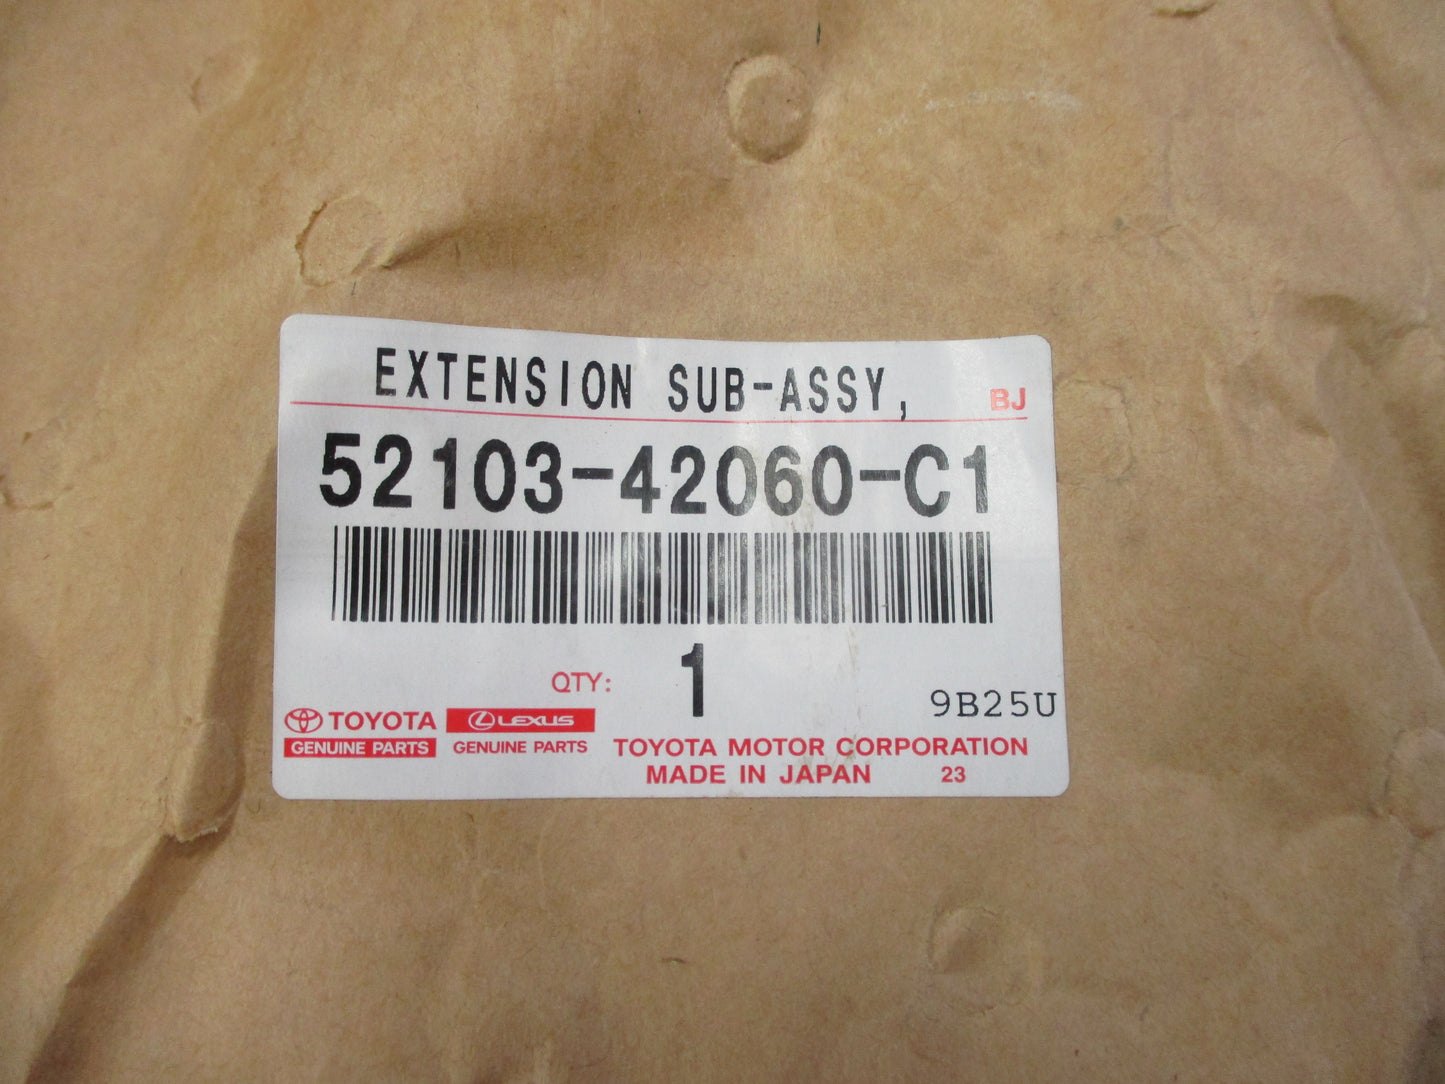 EXTENSION SUB-ASSY,
BJ
52103-42060-C1
QTY: 1
9B25U
TOYOTA
GENUINE PARTS
LEXUS
GENUINE PARTS
TOYOTA MOTOR CORPORATION
MADE IN JAPAN 23